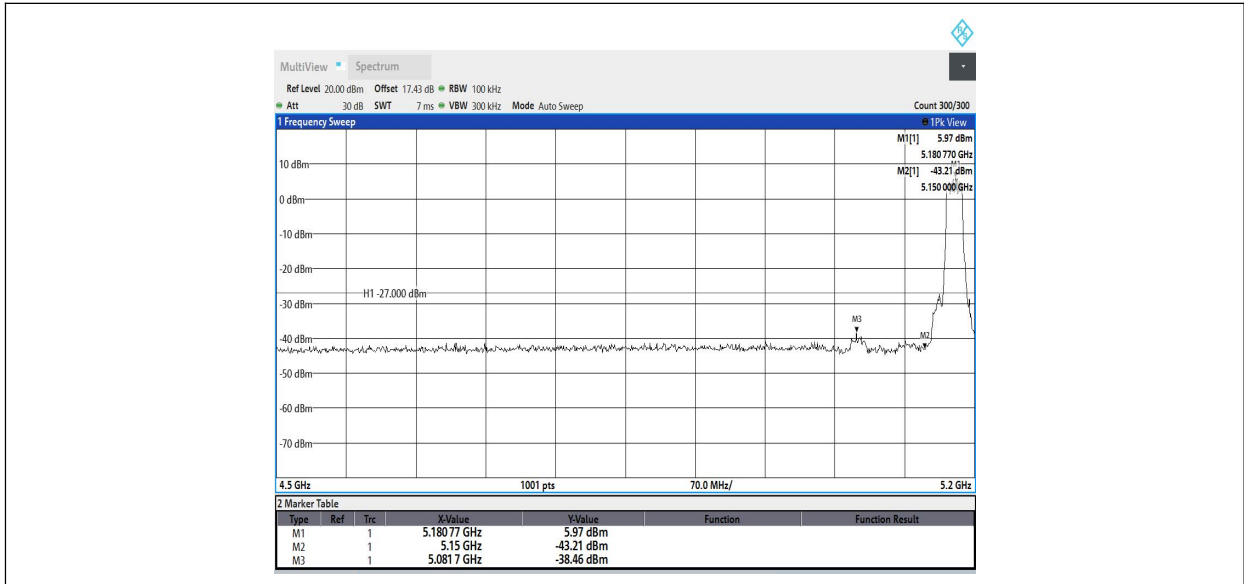 R S
MultiView Spectrum
Ref Level 20.00 dBm Offset 17.43 dB RBW 100 kHz
Att 30 dB SWT 7 ms VBW 300 kHz Mode Auto Sweep Count 300/300
1 Frequency Sweep 1Pk View
M1[1] 5.97 dBm
5.180 770 GHz
10 dBm
M2[1] -43.21 dBm
5.150 000 GHz
0 dBm
-10 dBm
-20 dBm
H1 -27.000 dBm
-30 dBm
M3
-40 dBm
M2
-50 dBm
-60 dBm
-70 dBm
4.5 GHz 1001 pts 70.0 MHz/ 5.2 GHz
2 Marker Table
Type Ref Trc X-Value Y-Value Function Function Result
M1 1 5.180 77 GHz 5.97 dBm
M2 1 5.15 GHz -43.21 dBm
M3 1 5.081 7 GHz -38.46 dBm